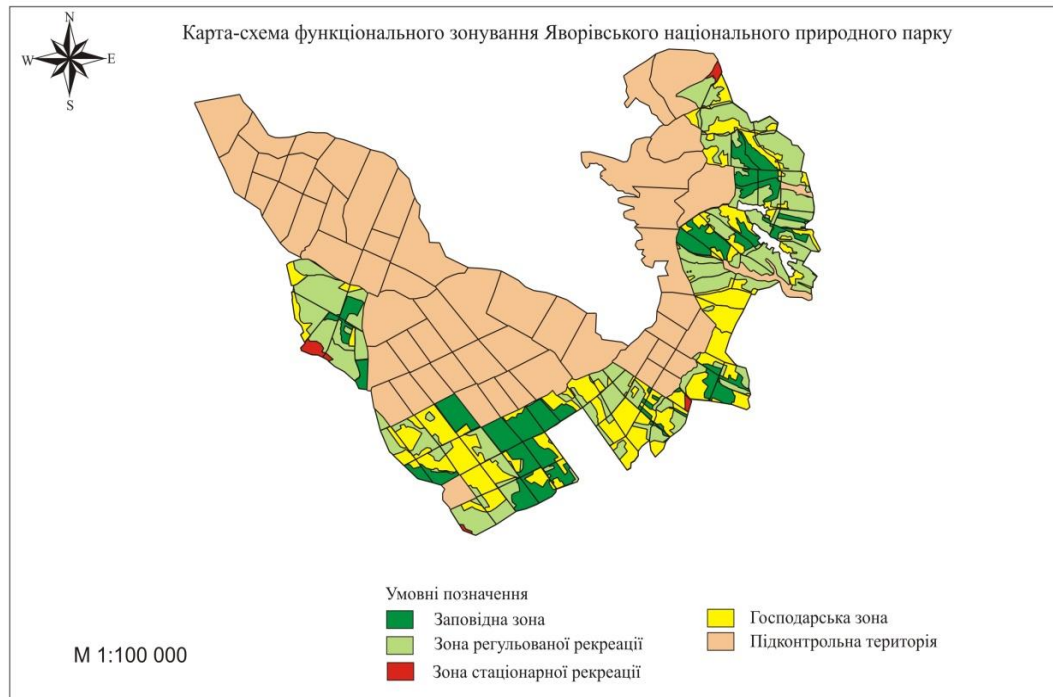 Карта-схема функціонального зонування Яворівського національного природного парку
N
W E
S
Умовні позначення
Заповідна зона
Зона регульованої рекреації
Зона стаціонарної рекреації
Господарська зона
Підконтрольна територія
М 1:100 000